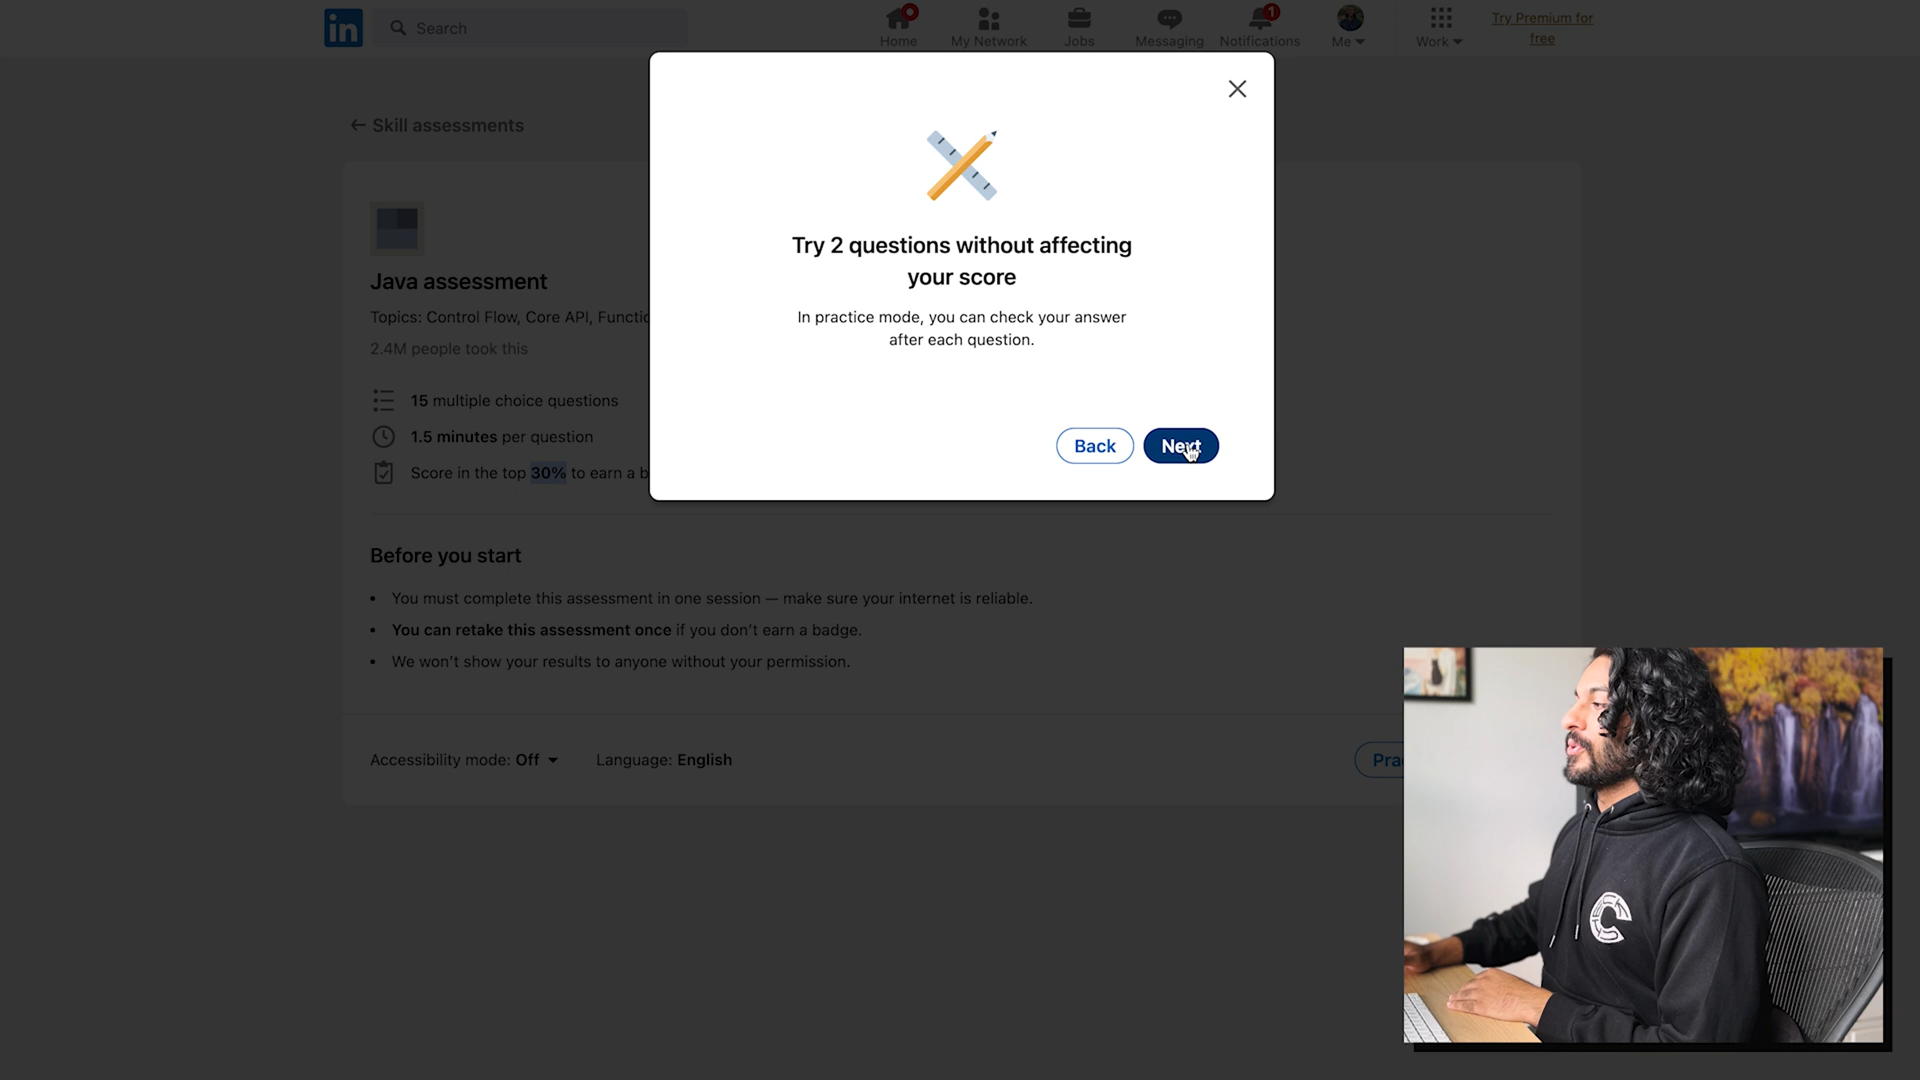 in
Search
Home
My Network
Jobs
Messaging
1
Notifications
Me
Work
Try Premium for
free
← Skill assessments
Java assessment
Topics: Control Flow, Core API,
2.4M people took this
15 multiple choice questions
1.5 minutes per question
Score in the top 30% to earn a
Try 2 questions without affecting
your score
In practice mode, you can check your answer
after each question.
Back
Next
Before you start
• You must complete this assessment in one session — make sure your internet is reliable.
• You can retake this assessment once if you don't earn a badge.
• We won't show your results to anyone without your permission.
Accessibility mode: Off
Language: English
C